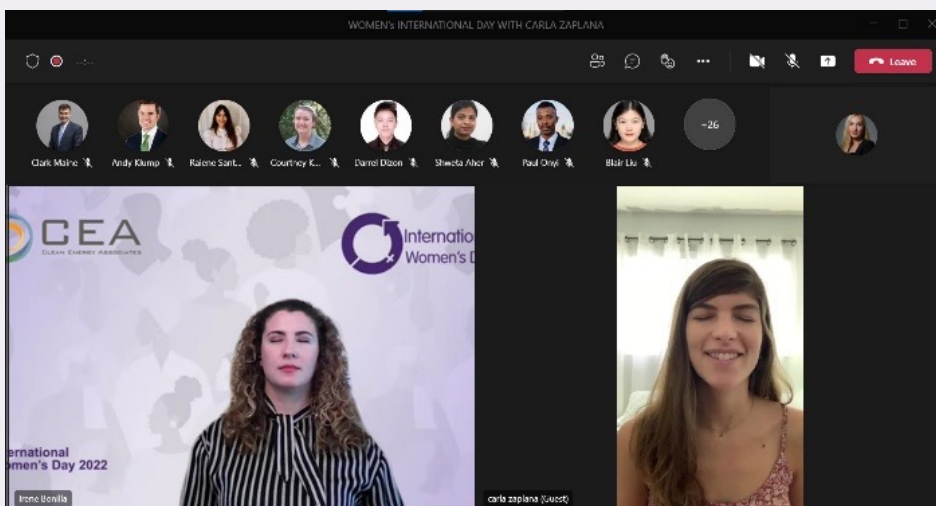 WOMEN's INTERNATIONAL DAY WITH CARLA ZAPLANA
Leave
Clark Maine
Andy Klump
Raiene Sant...
Courtney K...
Darrel Dizon
Shweta Aher
Paul Onyi
Blair Liu
+26
CEA
CLEAN ENERGY ASSOCIATES
Internatio
Women's D
ernational
omen's Day 2022
Irene Bonilla
carla zaplana (Guest)